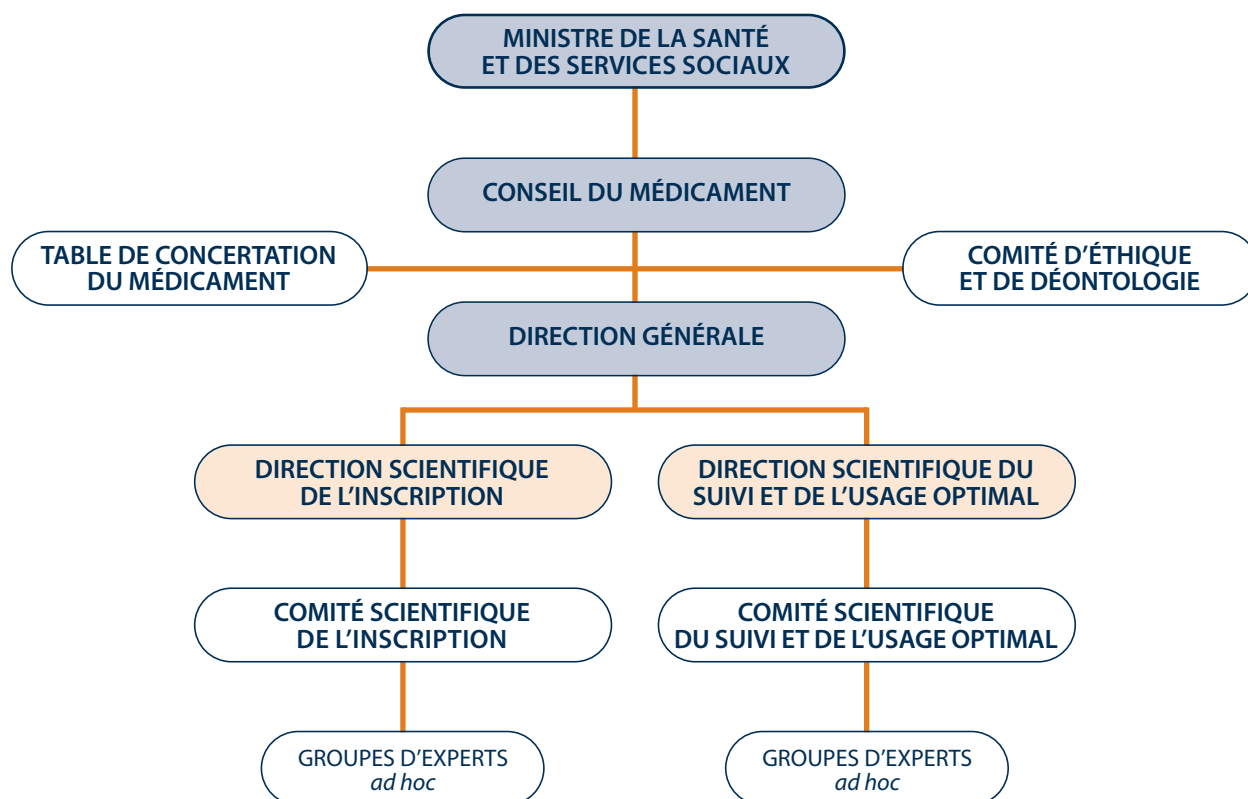 MINISTRE DE LA SANTÉ
ET DES SERVICES SOCIAUX
CONSEIL DU MÉDICAMENT
TABLE DE CONCERTATION
DU MÉDICAMENT
COMITÉ D’ÉTHIQUE
ET DE DÉONTOLOGIE
DIRECTION GÉNÉRALE
DIRECTION SCIENTIFIQUE
DE L’INSCRIPTION
DIRECTION SCIENTIFIQUE DU
SUIVI ET DE L’USAGE OPTIMAL
COMITÉ SCIENTIFIQUE
DE L’INSCRIPTION
COMITÉ SCIENTIFIQUE
DU SUIVI ET DE L’USAGE OPTIMAL
GROUPES D’EXPERTS
ad hoc
GROUPES D’EXPERTS
ad hoc